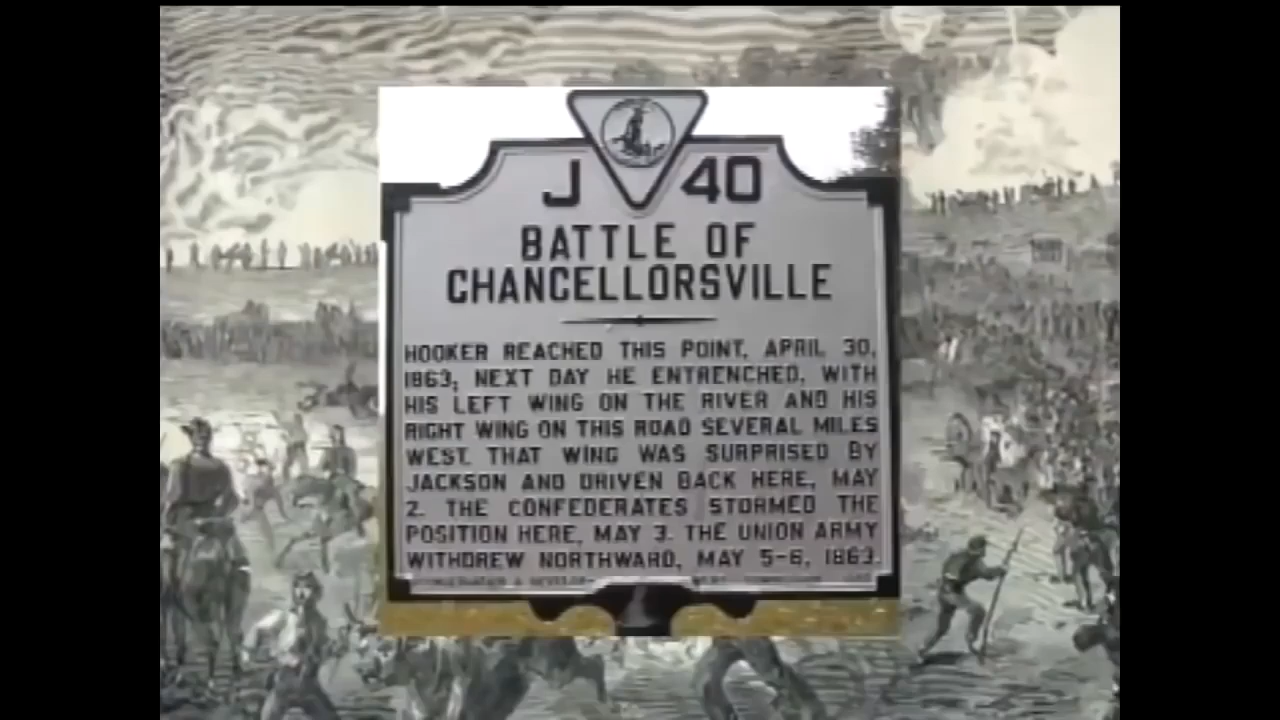 J 40
BATTLE OF
CHANCELLORSVILLE
HOOKER REACHED THIS POINT, APRIL 30,
1863; NEXT DAY HE ENTRENCHED, WITH
HIS LEFT WING ON THE RIVER AND HIS
RIGHT WING ON THIS ROAD SEVERAL MILES
WEST. THAT WING WAS SURPRISED BY
JACKSON AND DRIVEN BACK HERE, MAY
2. THE CONFEDERATES STORMED THE
POSITION HERE, MAY 3. THE UNION ARMY
WITHDREW NORTHWARD, MAY 5-6, 1863.